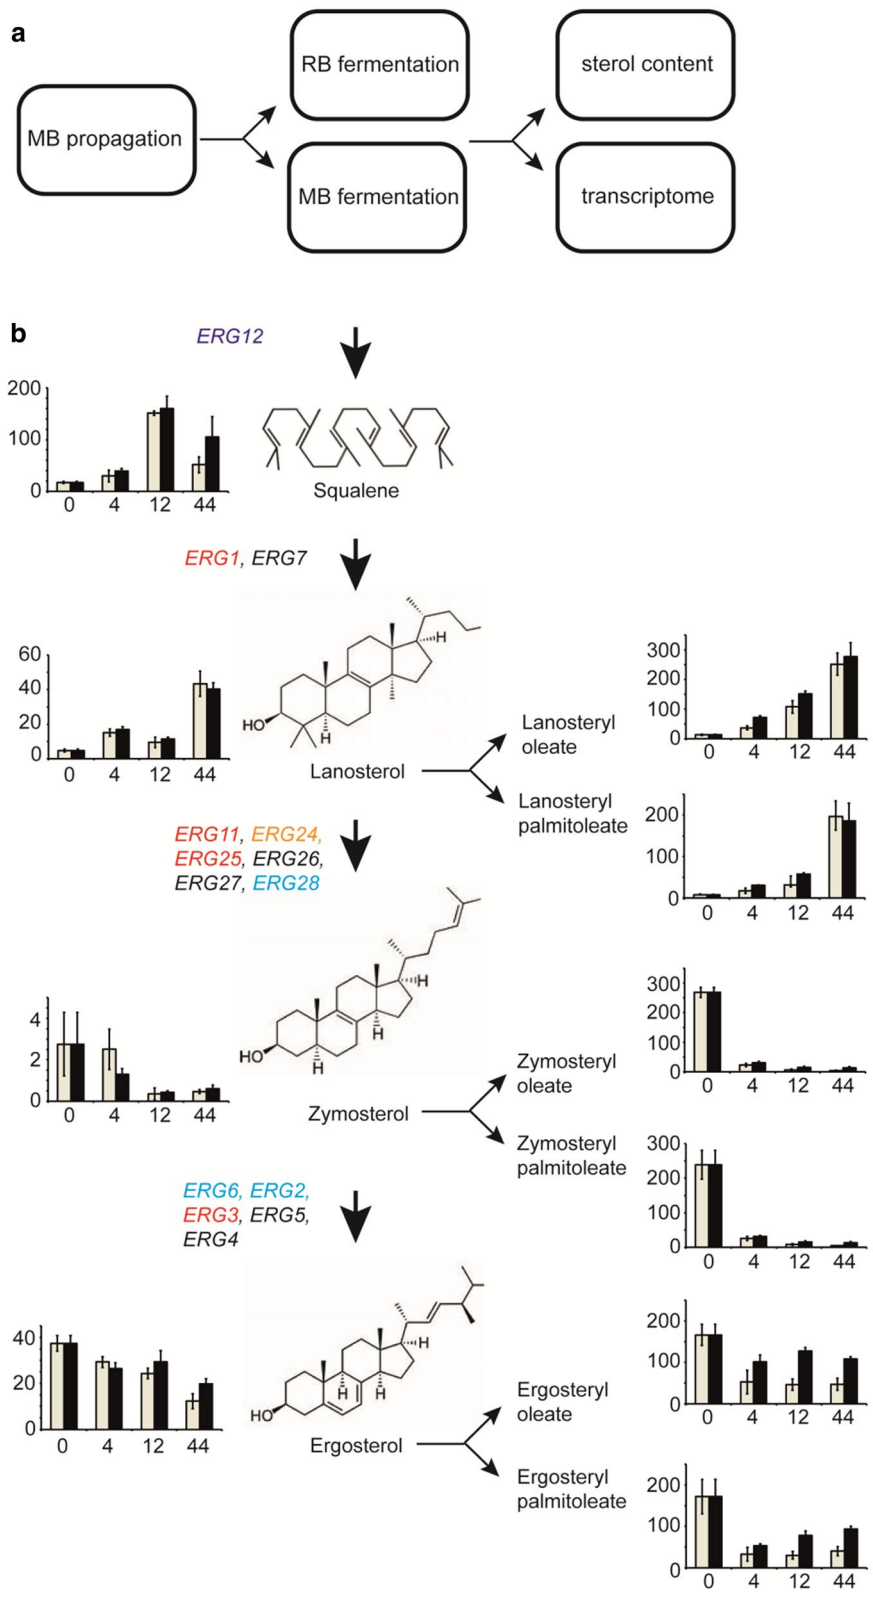 a
MB propagation
RB fermentation
MB fermentation
sterol content
transcriptome
b
ERG12
200
100
0
0 4 12 44
Squalene
ERG1, ERG7
60
40
20
0
0 4 12 44
HO
H
H
Lanosterol
Lanosteryl
oleate
300
200
100
0
0 4 12 44
Lanosteryl
palmitoleate
200
100
0
0 4 12 44
ERG11, ERG24,
ERG25, ERG26,
ERG27, ERG28
4
2
0
0 4 12 44
HO
H
H
H
Zymosterol
Zymosteryl
oleate
300
200
100
0
0 4 12 44
Zymosteryl
palmitoleate
300
200
100
0
0 4 12 44
ERG6, ERG2,
ERG3, ERG5,
ERG4
40
20
0
0 4 12 44
HO
H
H
H
Ergosterol
Ergosteryl
oleate
200
100
0
0 4 12 44
Ergosteryl
palmitoleate
200
100
0
0 4 12 44